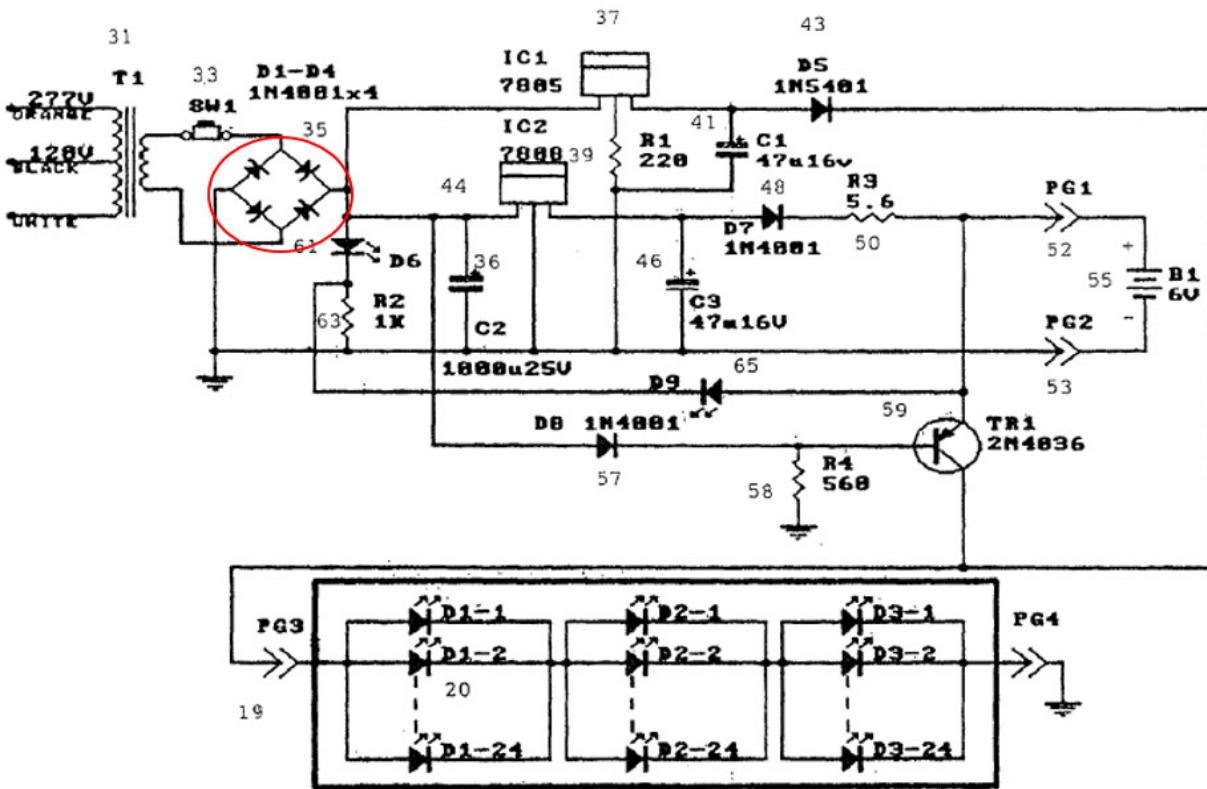 37
43
31
IC1
7805
D5
1N5401
T1
33
SW1
D1-D4
1N4001x4
277V
ORANGE
35
IC2
7808
39
R1
220
41
C1
47u16v
120V
BLACK
44
48
R3
5.6
PG1
WHITE
61
D6
36
46
D7
1N4001
50
52
+
55
B1
6V
-
R2
1K
63
C2
1000u25V
C3
47u16V
PG2
53
65
D9
59
D8 1N4001
TR1
2N4036
57
58
R4
560
PG3
D1-1
D2-1
D3-1
PG4
D1-2
D2-2
D3-2
20
19
D1-24
D2-24
D3-24